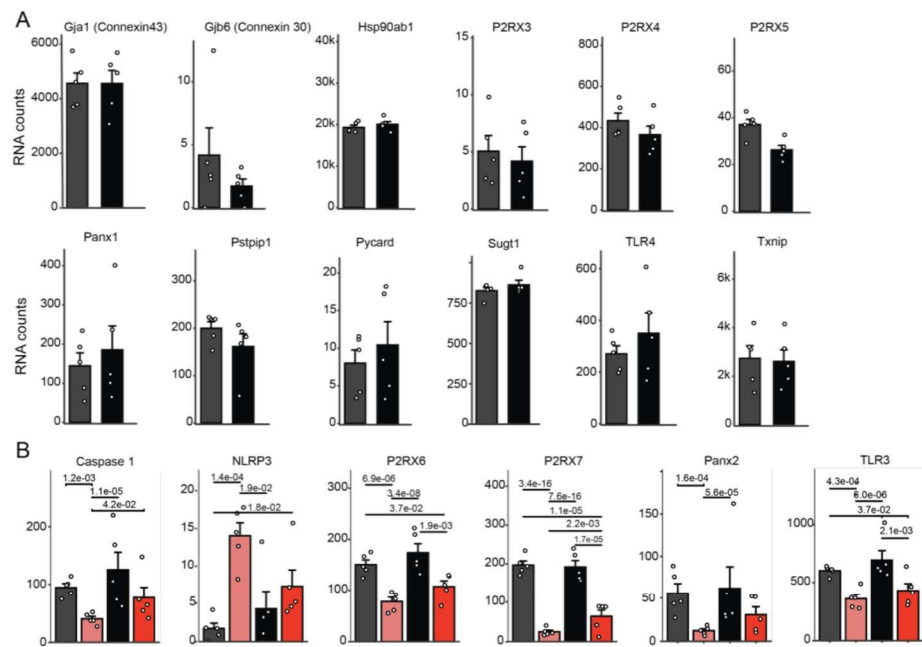 A
Gja1 (Connexin43)
Gjb6 (Connexin 30)
Hsp90ab1
P2RX3
P2RX4
P2RX5
RNA counts
6000
4000
2000
0
10
5
0
40k
20k
0
15
10
5
0
800
600
400
200
0
60
40
20
0
Panx1
Pstpip1
Pycard
Sugt1
TLR4
Txnip
RNA counts
400
300
200
100
0
300
200
100
0
20
15
10
5
0
750
500
250
0
600
400
200
0
6k
4k
2k
0
B
Caspase 1
NLRP3
P2RX6
P2RX7
Panx2
TLR3
200
100
0
1.2e-03
1.1e-05
4.2e-02
20
15
10
5
0
1.4e-04
1.9e-02
1.8e-02
300
200
100
0
6.9e-06
3.4e-08
3.7e-02
1.9e-03
400
300
200
100
0
3.4e-16
7.6e-16
1.1e-05
2.2e-03
1.7e-05
200
150
100
50
0
1.6e-04
5.6e-05
1000
500
0
4.3e-04
6.0e-06
3.7e-02
2.1e-03